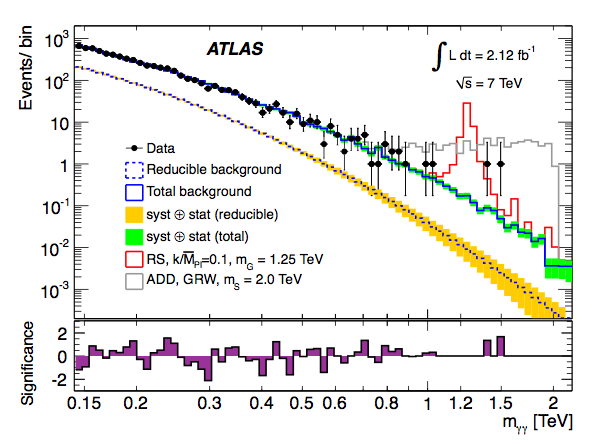 ATLAS
∫ L dt = 2.12 fb⁻¹
√s = 7 TeV
Events/ bin
10³
10²
10
1
10⁻¹
10⁻²
10⁻³
Data
Reducible background
Total background
syst ⊕ stat (reducible)
syst ⊕ stat (total)
RS, k/M̅Pl=0.1, mG = 1.25 TeV
ADD, GRW, mS = 2.0 TeV
Significance
2
0
-2
0.15 0.2 0.3 0.4 0.5 0.6 0.7 0.8 1 1.2 1.5 2
mγγ [TeV]